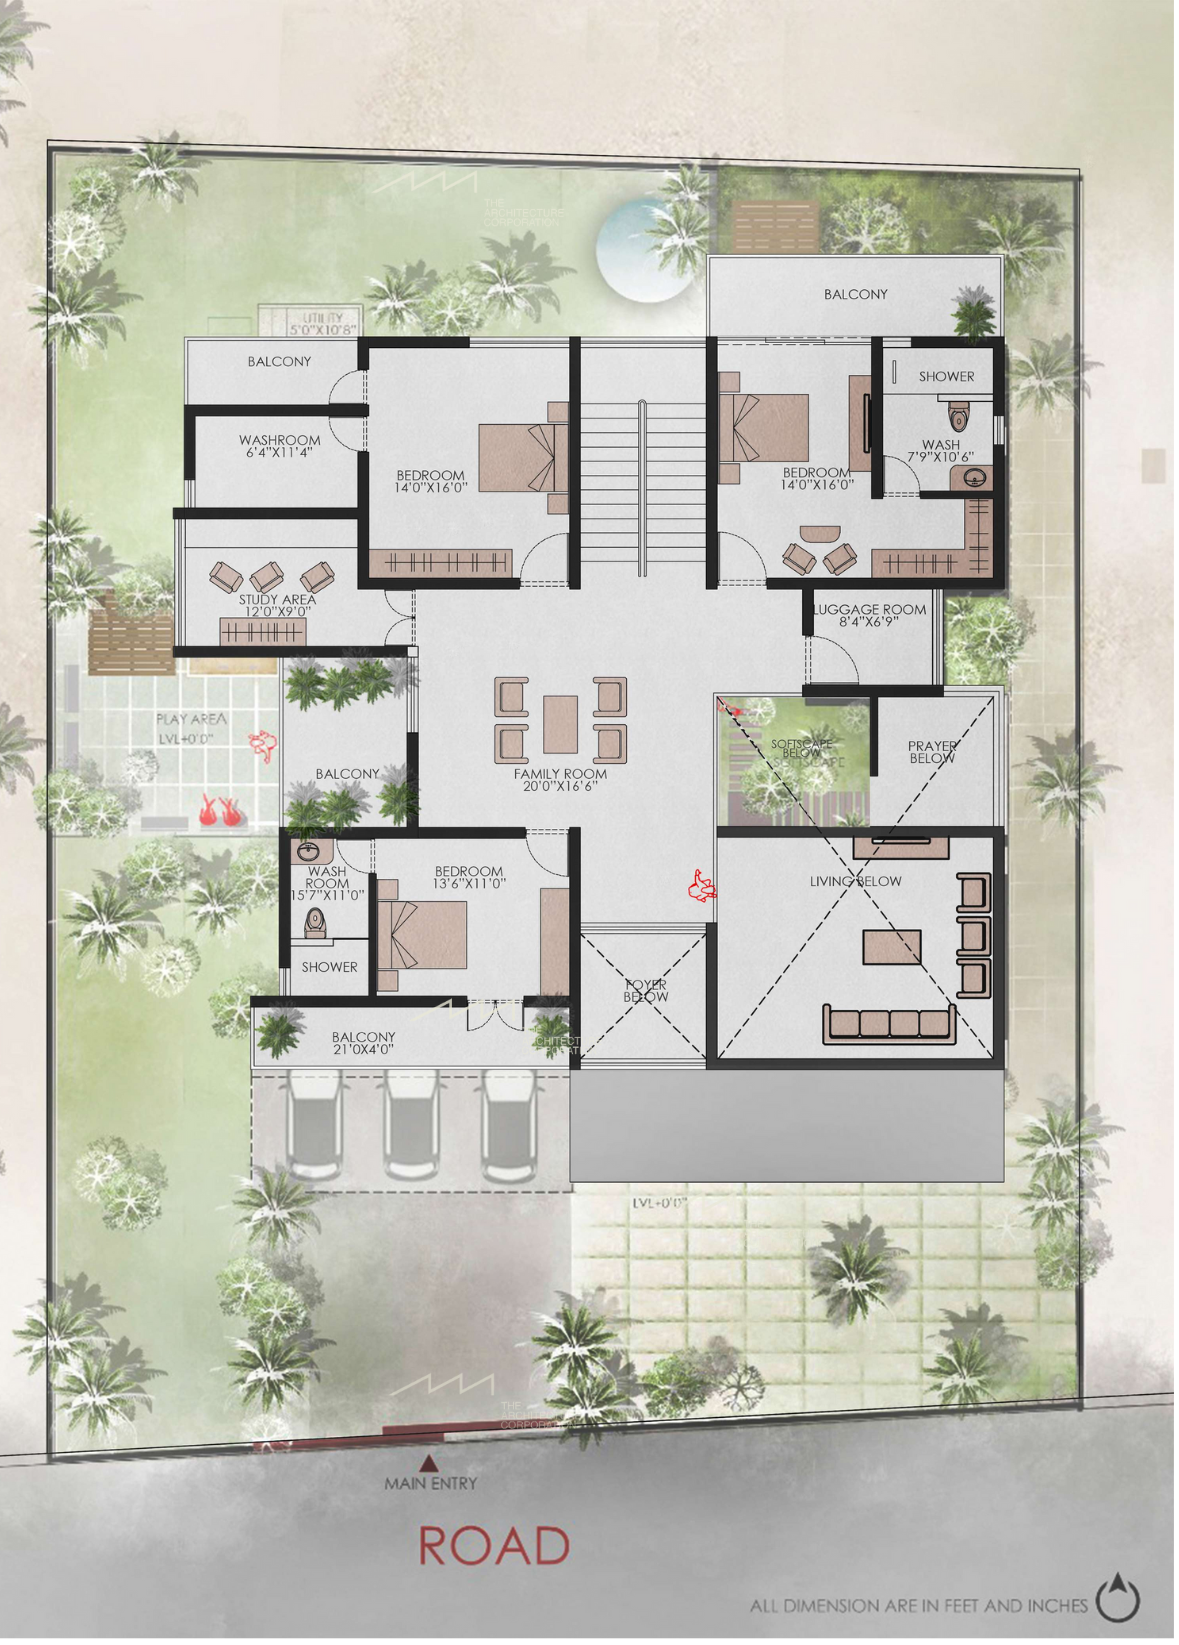 THE
ARCHITECTURE
CORPORATION
BALCONY
UTILITY
5'0"X10'8"
BALCONY
SHOWER
WASHROOM
6'4"X11'4"
WASH
7'9"X10'6"
BEDROOM
14'0"X16'0"
BEDROOM
14'0"X16'0"
STUDY AREA
12'0"X9'0"
LUGGAGE ROOM
8'4"X6'9"
PLAY AREA
LVL+0'0"
SOFTSCAPE
BELOW
SOFTSCAPE
PRAYER
BELOW
BALCONY
FAMILY ROOM
20'0"X16'6"
WASH
ROOM
15'7"X11'0"
BEDROOM
13'6"X11'0"
LIVING BELOW
SHOWER
FOYER
BELOW
BALCONY
21'0X4'0"
LVL+0'0"
THE
CORPORATION
MAIN ENTRY
ROAD
ALL DIMENSION ARE IN FEET AND INCHES